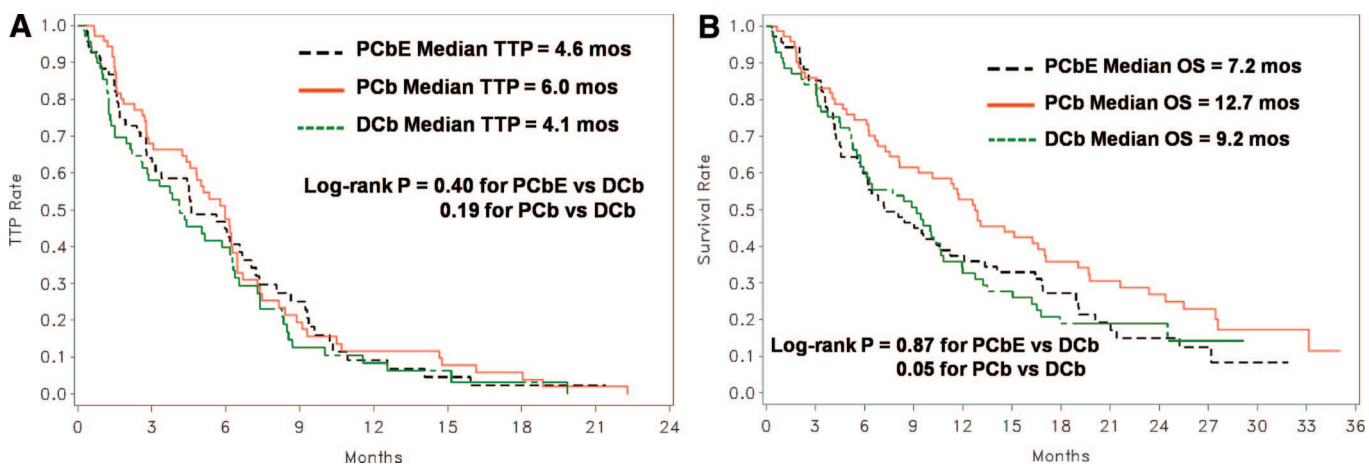 A
TTP Rate
1.0
0.9
0.8
0.7
0.6
0.5
0.4
0.3
0.2
0.1
0.0
PCbE Median TTP = 4.6 mos
PCb Median TTP = 6.0 mos
DCb Median TTP = 4.1 mos
Log-rank P = 0.40 for PCbE vs DCb
0.19 for PCb vs DCb
0 3 6 9 12 15 18 21 24
Months
B
Survival Rate
1.0
0.9
0.8
0.7
0.6
0.5
0.4
0.3
0.2
0.1
0.0
PCbE Median OS = 7.2 mos
PCb Median OS = 12.7 mos
DCb Median OS = 9.2 mos
Log-rank P = 0.87 for PCbE vs DCb
0.05 for PCb vs DCb
0 3 6 9 12 15 18 21 24 27 30 33 36
Months